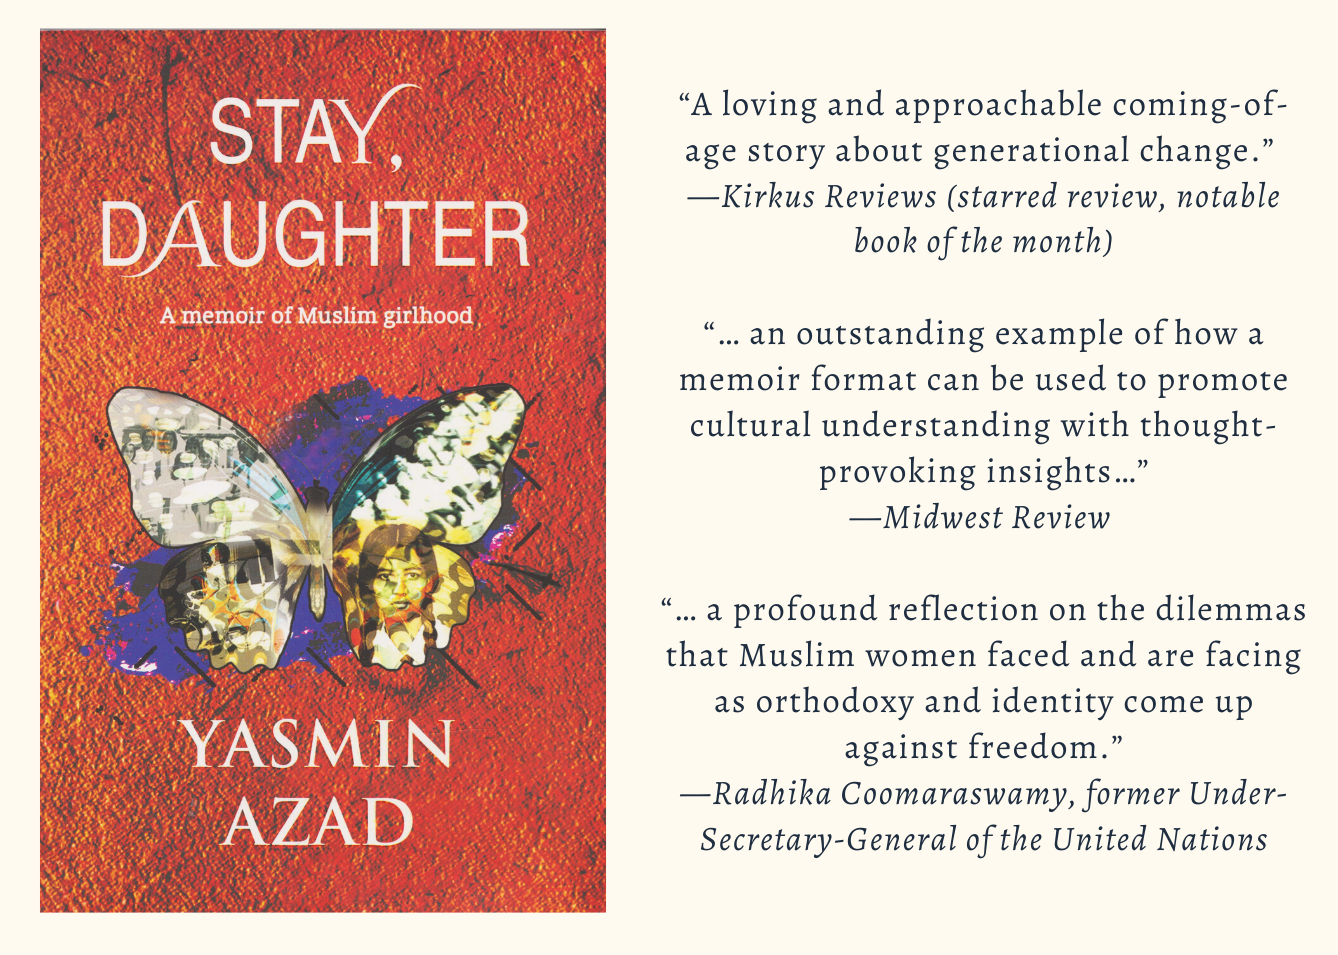 STAY,
DAUGHTER
A memoir of Muslim girlhood
YASMIN
AZAD
“A loving and approachable coming-of-
age story about generational change.”
—Kirkus Reviews (starred review, notable
book of the month)
“… an outstanding example of how a
memoir format can be used to promote
cultural understanding with thought-
provoking insights…”
—Midwest Review
“… a profound reflection on the dilemmas
that Muslim women faced and are facing
as orthodoxy and identity come up
against freedom.”
—Radhika Coomaraswamy, former Under-
Secretary-General of the United Nations